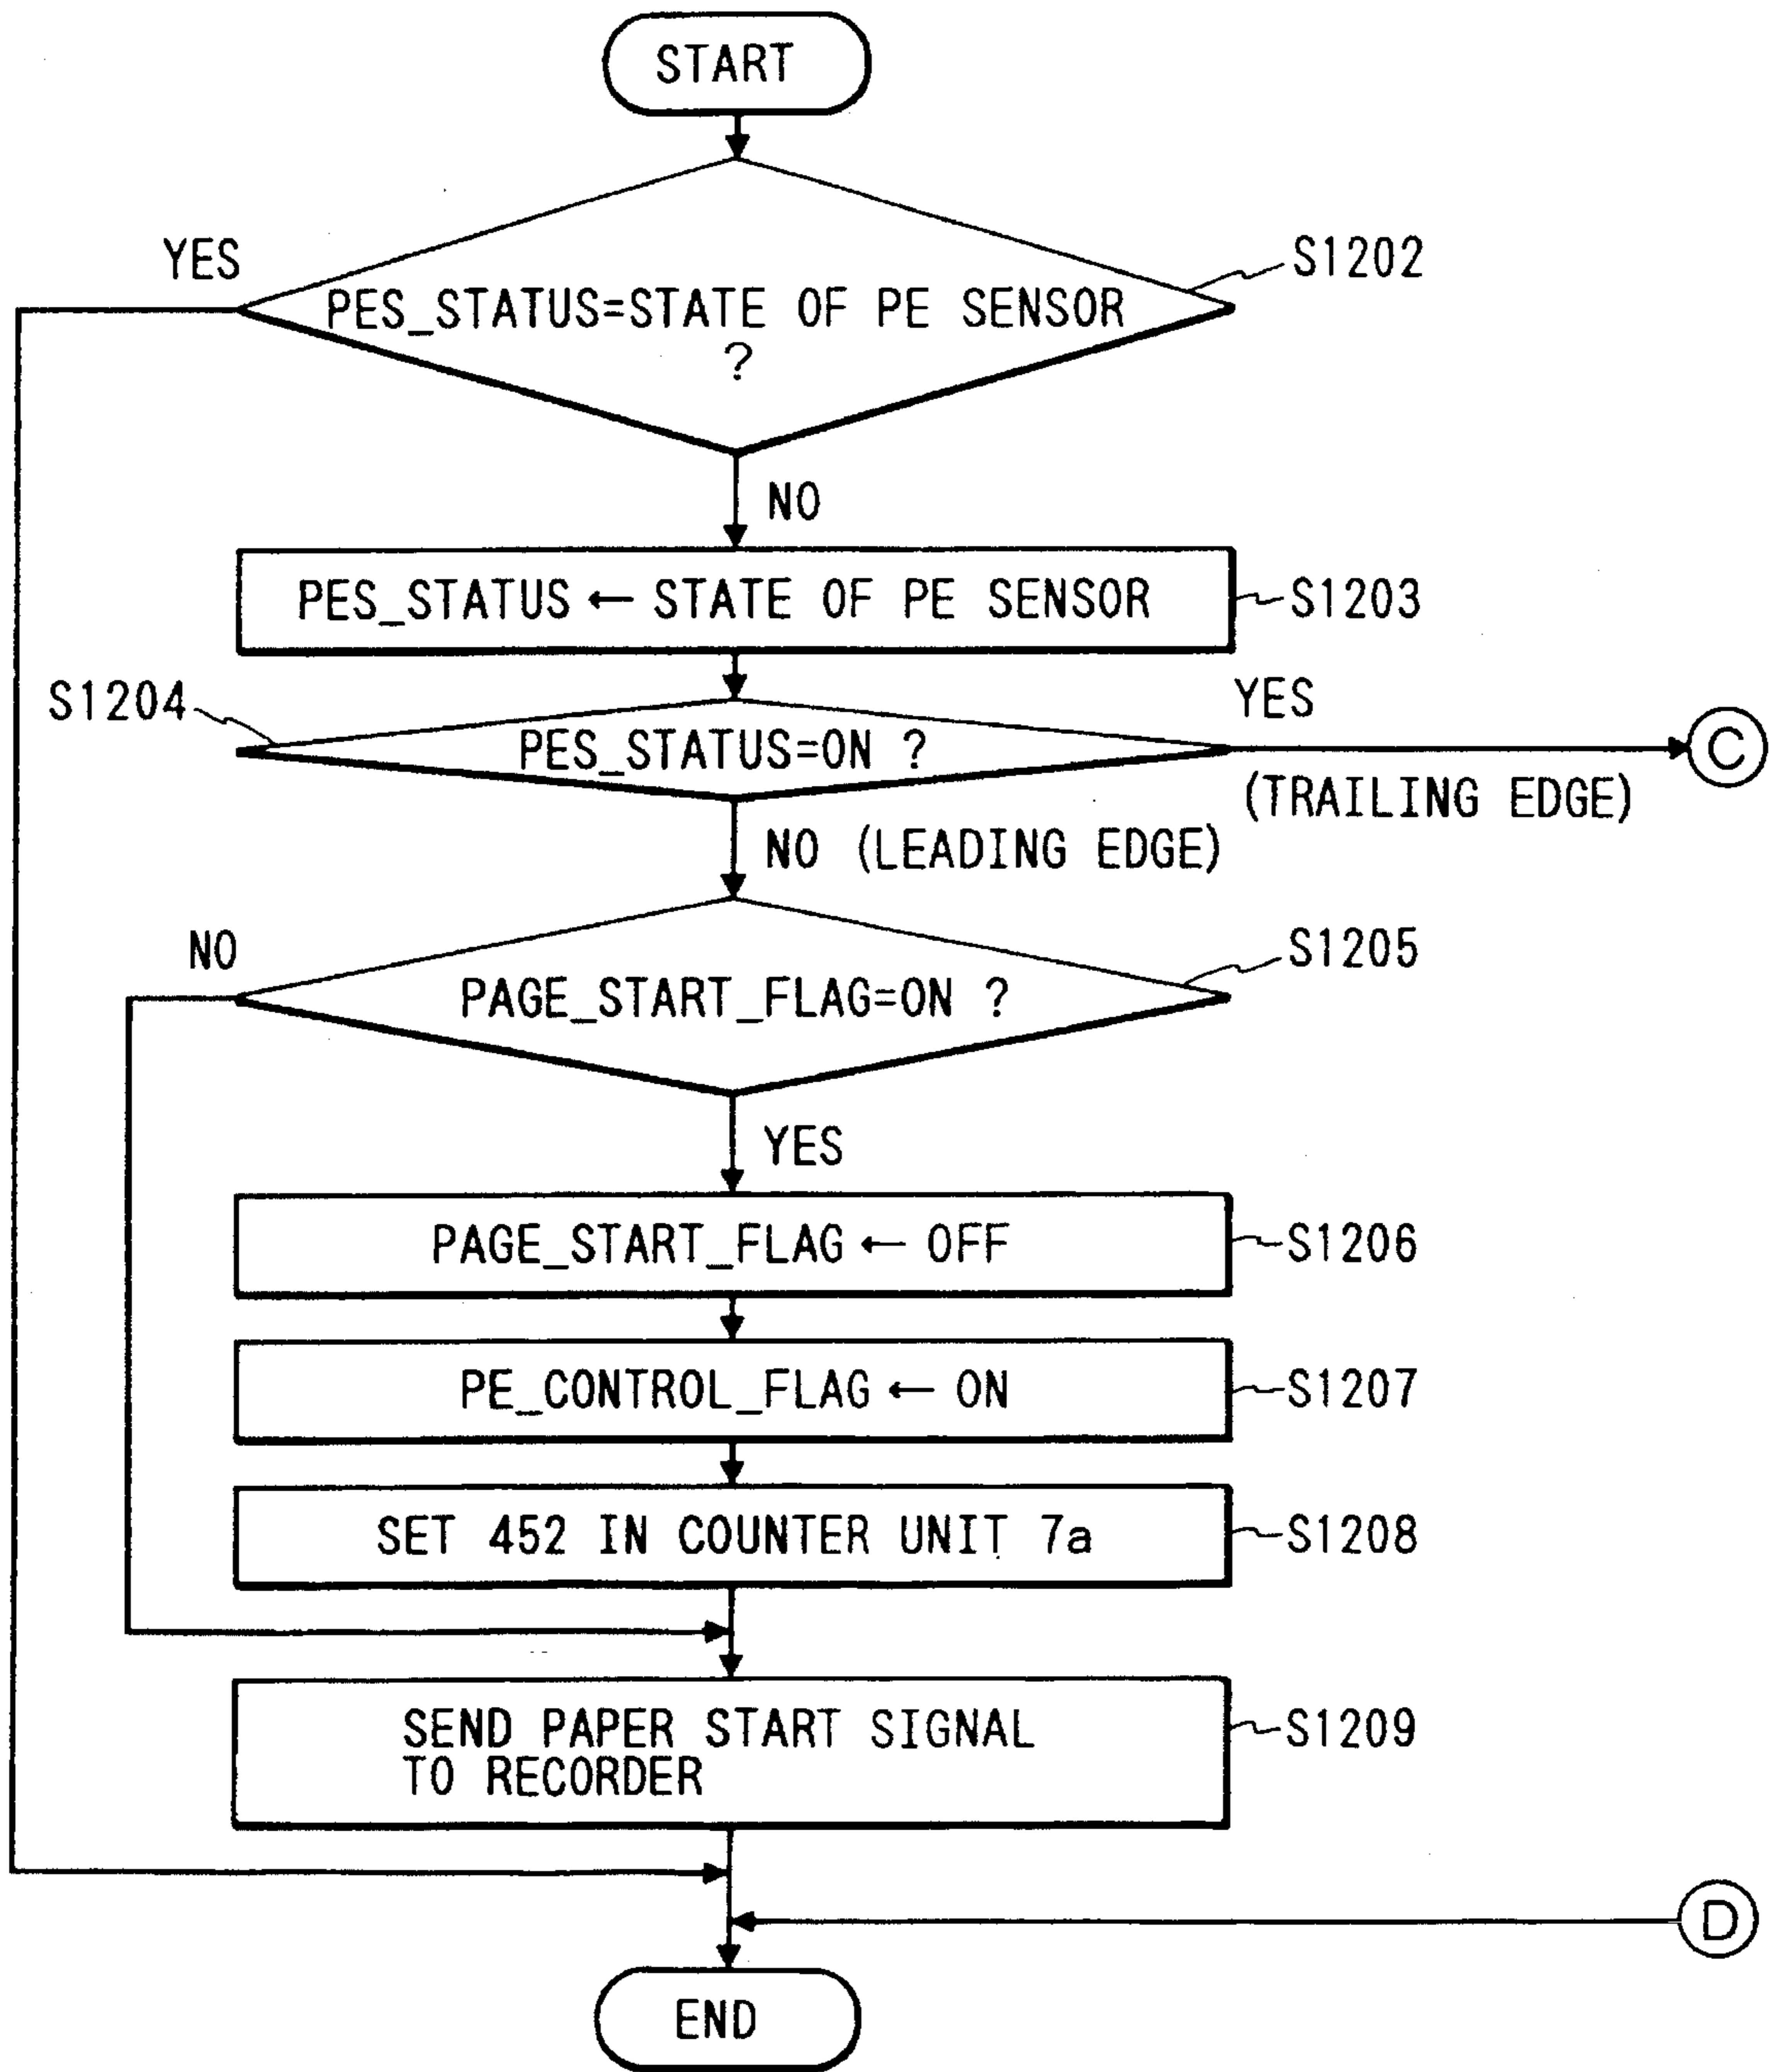 START
YES
S1202
PES_STATUS=STATE OF PE SENSOR
?
NO
PES_STATUS ← STATE OF PE SENSOR
S1203
S1204
YES
PES_STATUS=ON ?
C
(TRAILING EDGE)
NO (LEADING EDGE)
NO
S1205
PAGE_START_FLAG=ON ?
YES
PAGE_START_FLAG ← OFF
S1206
PE_CONTROL_FLAG ← ON
S1207
SET 452 IN COUNTER UNIT 7a
S1208
SEND PAPER START SIGNAL
TO RECORDER
S1209
D
END